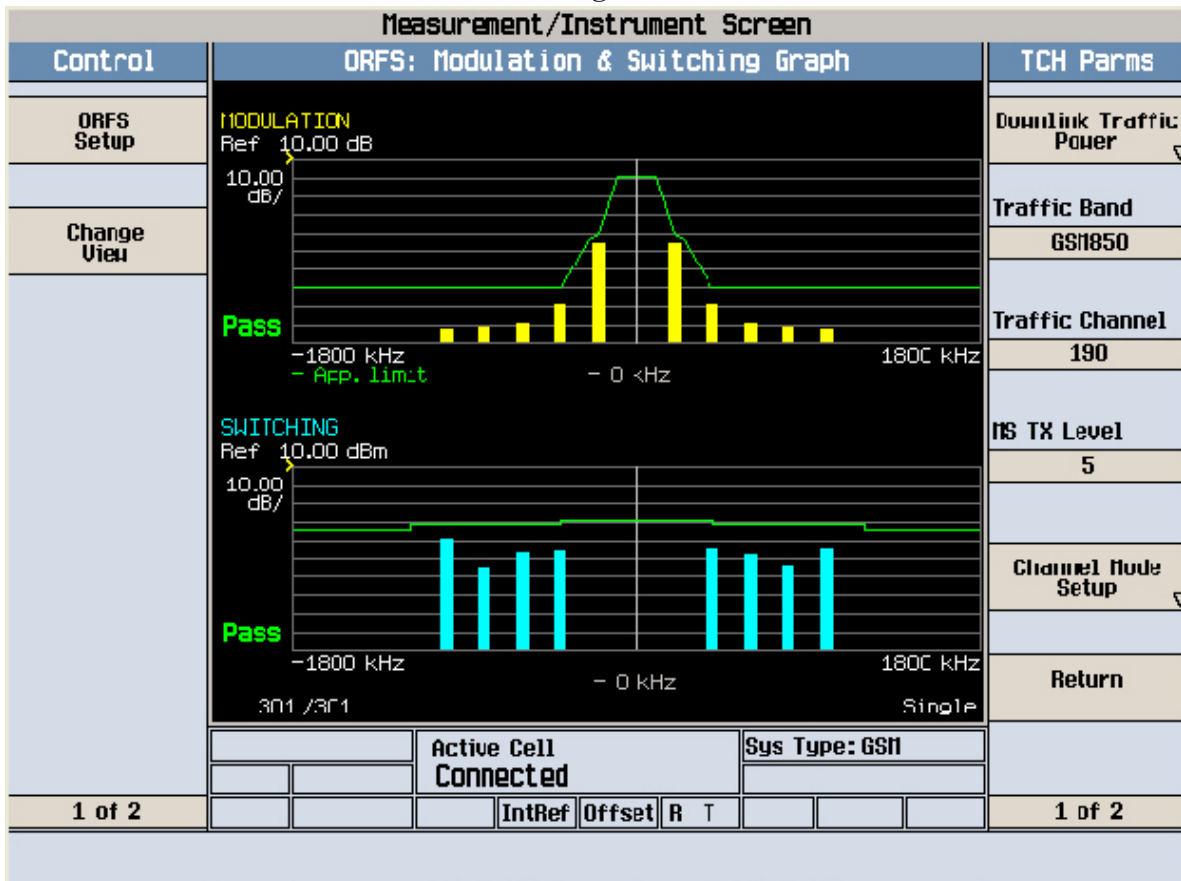 Measurement/Instrument Screen
Control
ORFS: Modulation & Switching Graph
TCH Parms
ORFS
Setup
Change
View
1 of 2
MODULATION
Ref 10.00 dB
10.00
dB/
Pass
-1800 kHz
1800 kHz
- App. limit
- 0 kHz
SWITCHING
Ref 10.00 dBm
10.00
dB/
Pass
-1800 kHz
1800 kHz
- 0 kHz
301 /301
Single
Active Cell
Connected
Sys Type: GSM
IntRef
Offset
R T
Downlink Traffic
Power
Traffic Band
GSM850
Traffic Channel
190
MS TX Level
5
Channel Mode
Setup
Return
1 of 2